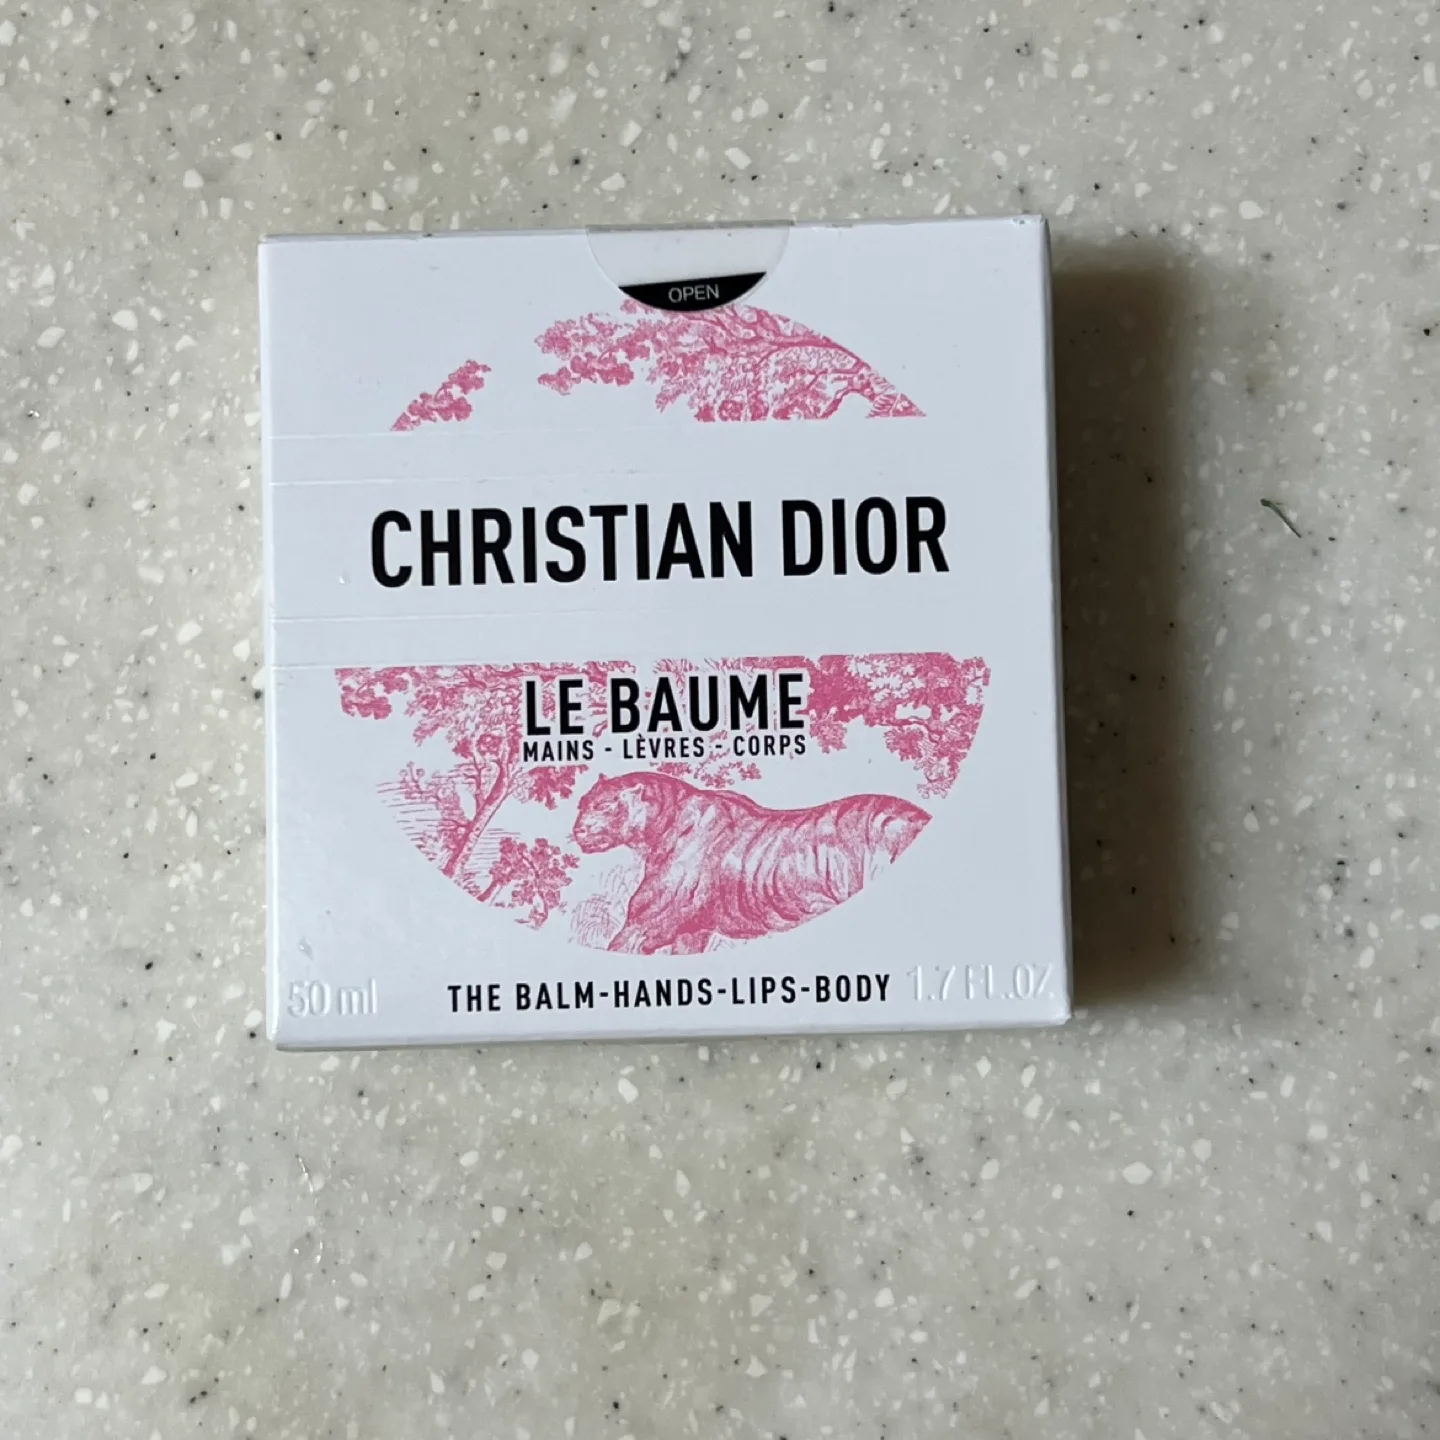 OPEN
CHRISTIAN DIOR
LE BAUME
MAINS - LÈVRES - CORPS
50 ml THE BALM-HANDS-LIPS-BODY 1.7 FL.OZ